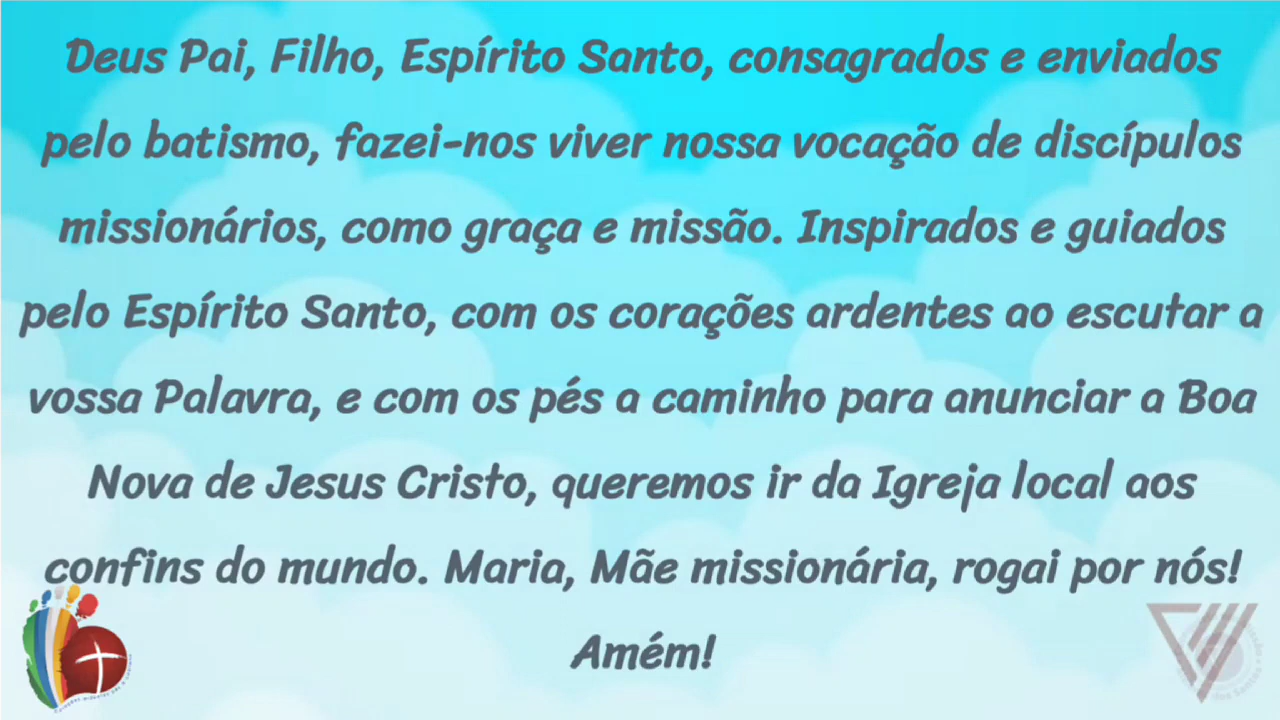 Deus Pai, Filho, Espírito Santo, consagrados e enviados
pelo batismo, fazei-nos viver nossa vocação de discípulos
missionários, como graça e missão. Inspirados e guiados
pelo Espírito Santo, com os corações ardentes ao escutar a
vossa Palavra, e com os pés a caminho para anunciar a Boa
Nova de Jesus Cristo, queremos ir da Igreja local aos
confins do mundo. Maria, Mãe missionária, rogai por nós!
Amém!